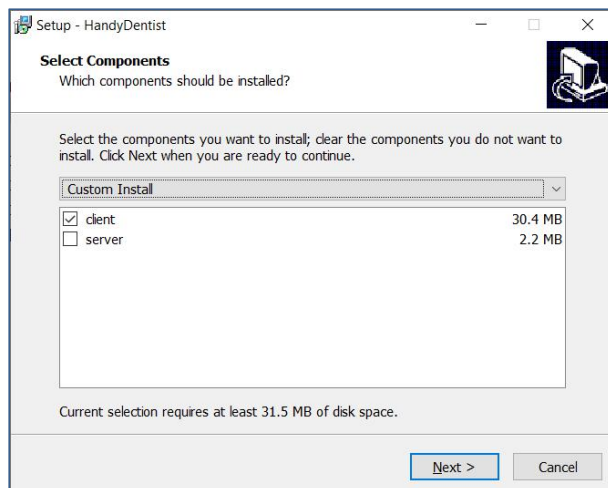 Setup - HandyDentist
Select Components
Which components should be installed?
Select the components you want to install; clear the components you do not want to
install. Click Next when you are ready to continue.
Custom Install
client 30.4 MB
server 2.2 MB
Current selection requires at least 31.5 MB of disk space.
Next > Cancel